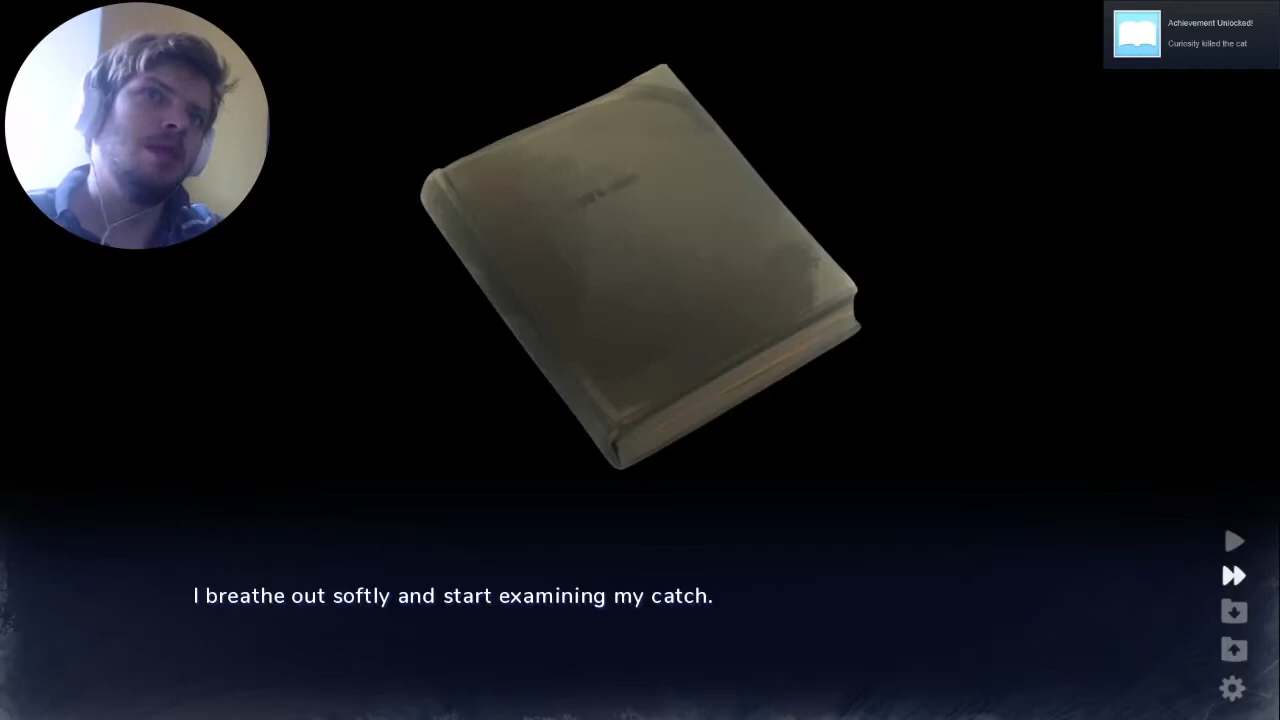 Achievement Unlocked!
Curiosity killed the cat
I breathe out softly and start examining my catch.